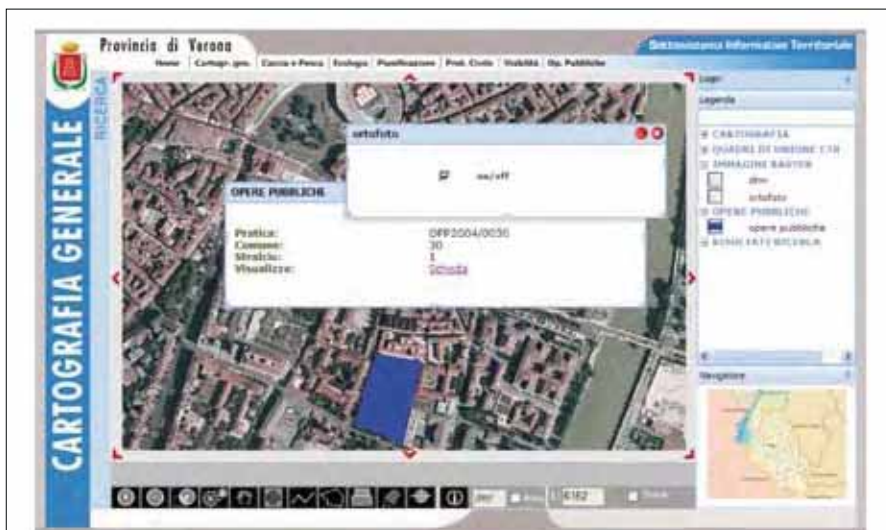 Provincia di Verona
Sottosistema Informativo Territoriale
Home Cartogr. gen. Caccia e Pesca Ecologia Pianificazione Prot. Civile Viabilità Op. Pubbliche
CARTOGRAFIA GENERALE
RICERCA
ortofoto
on/off
OPERE PUBBLICHE
Pratica: OPP2004/0030
Comune: 30
Stralcio: 1
Visualizza: Scheda
Legenda
CARTOGRAFIA
QUADRI DI UNIONE CTR
IMMAGINI RASTER
dtm
ortofoto
OPERE PUBBLICHE
opere pubbliche
RISULTATI RICERCA
Navigatore
6162